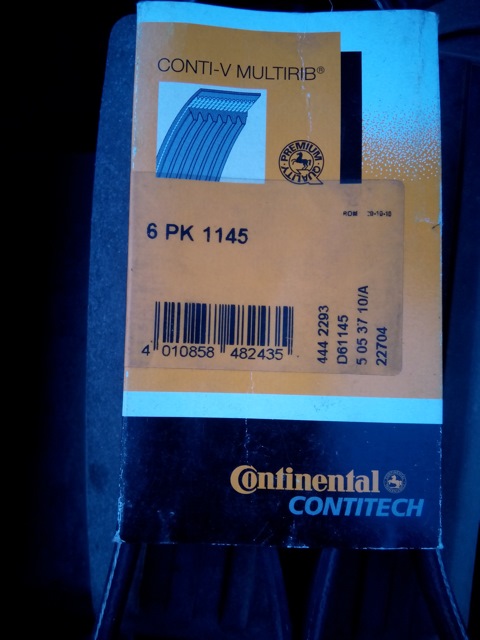 CONTI-V MULTIRIB®
PREMIUM
QUALITY
ROM
6 PK 1145
4 010858 482435
444 2293
D61145
5 05 37 10/A
22704
Continental
CONTITECH